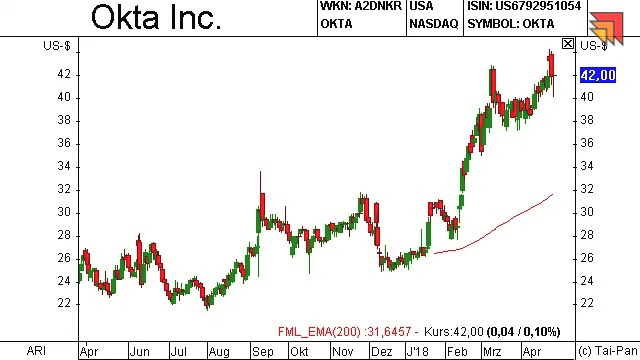 Okta Inc.
WKN: A2DNKR USA ISIN: US6792951054
OKTA NASDAQ SYMBOL: OKTA
US-$ US-$
42 42,00
40 40
38 38
36 36
34 34
32 32
30 30
28 28
26 26
24 24
22 22
FML_EMA(200) :31,6457 - Kurs:42,00 (0,04 / 0,10%)
ARI Apr Mai Jun Jul Aug Sep Okt Nov Dez J'18 Feb Mrz Apr (c) Tai-Pan